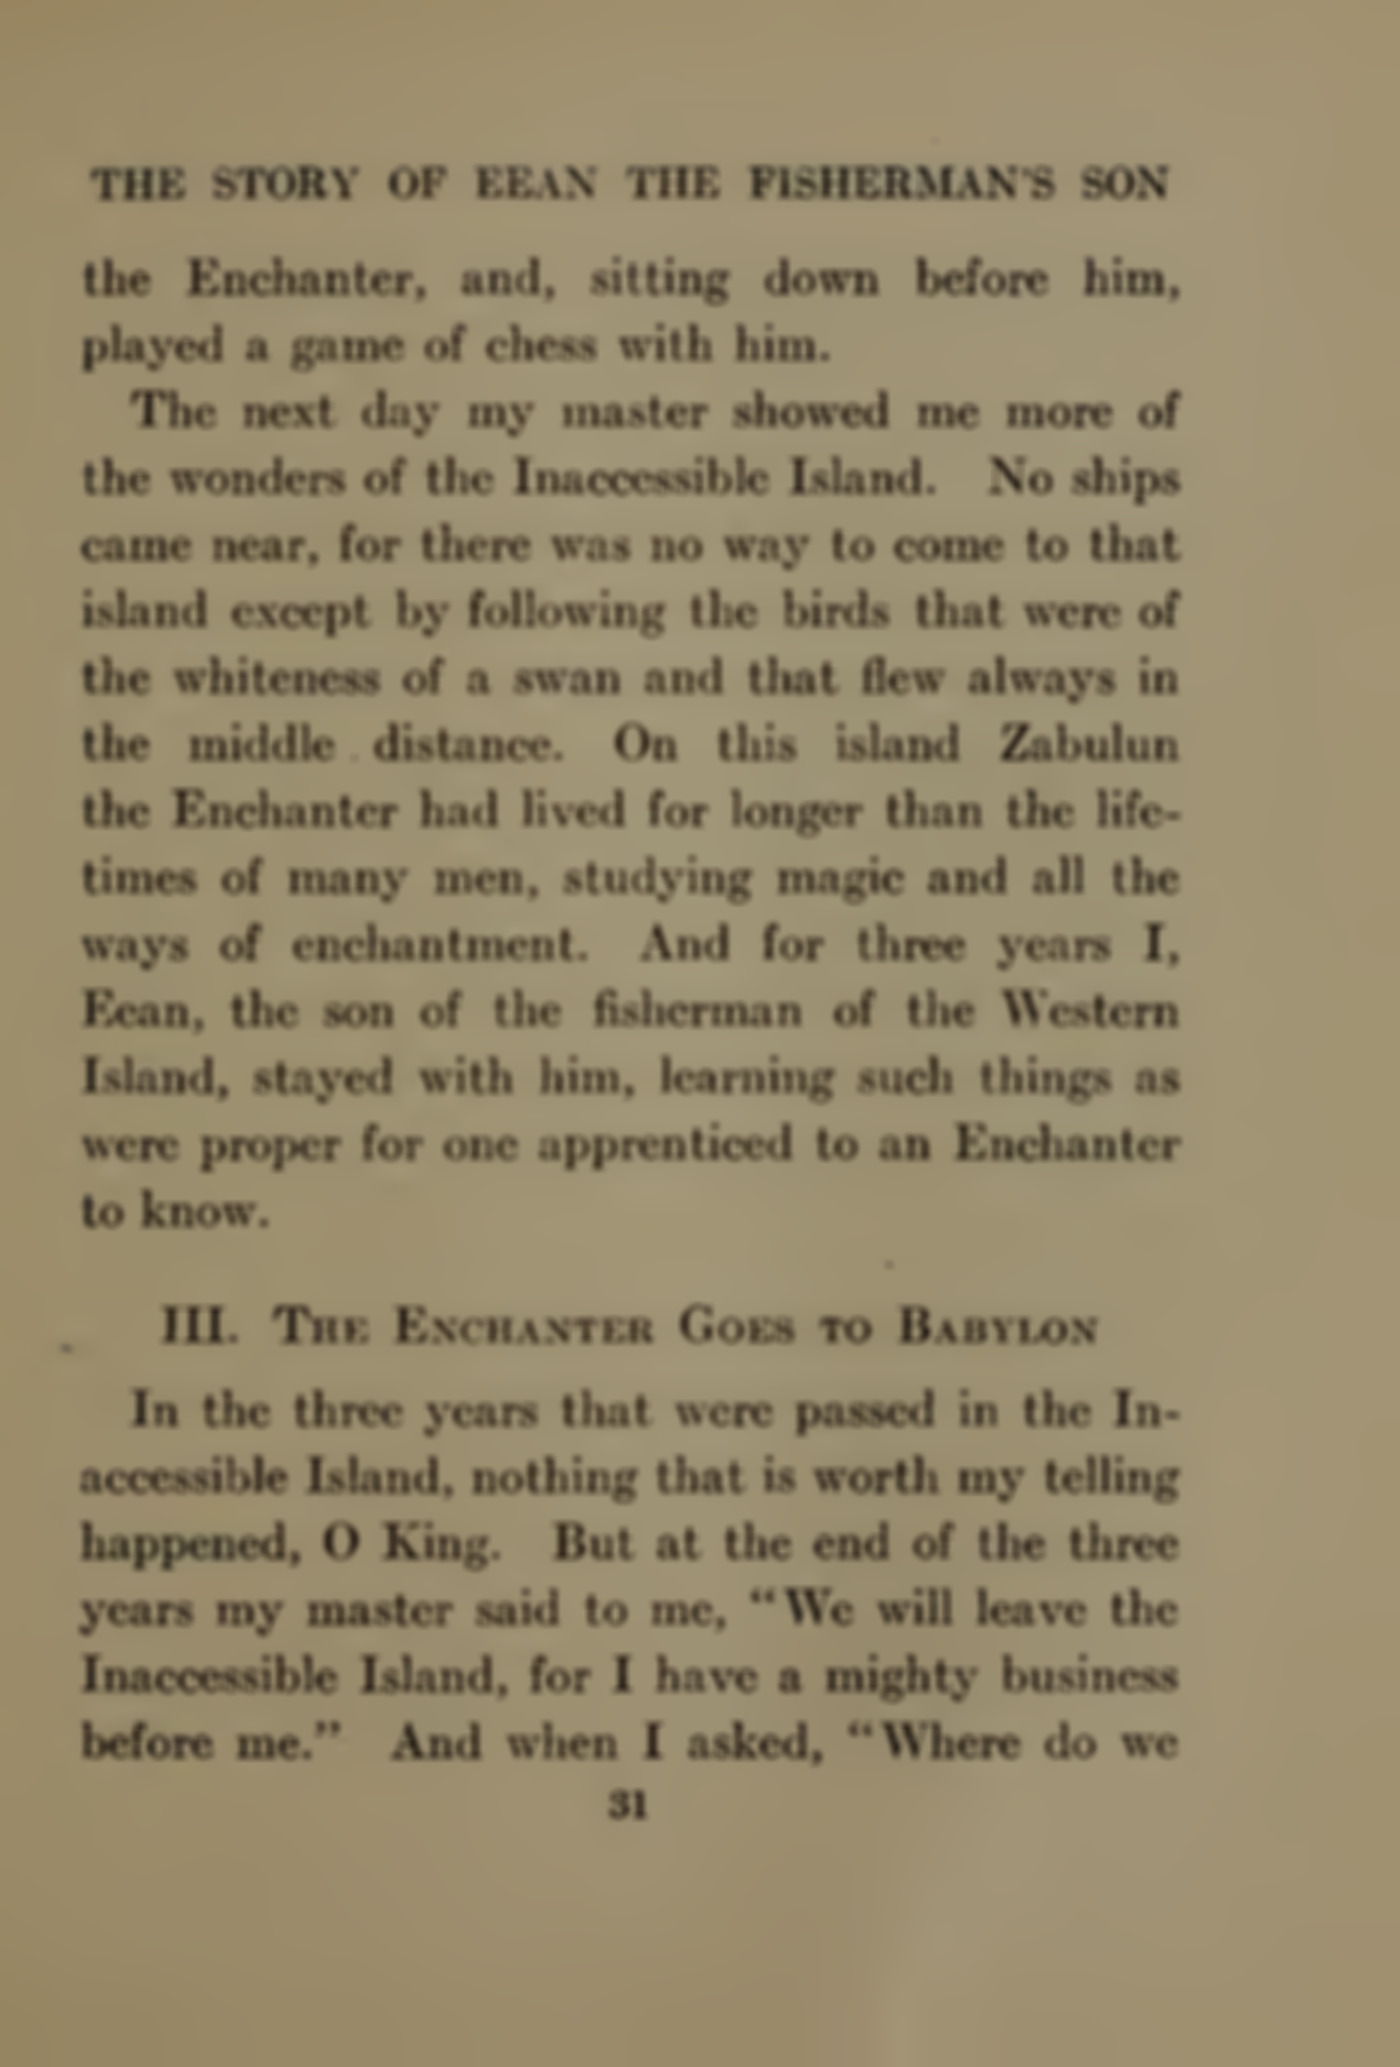 THE STORY OF EEAN THE FISHERMAN'S SON
the Enchanter, and, sitting down before him,
played a game of chess with him.
The next day my master showed me more of
the wonders of the Inaccessible Island. No ships
came near, for there was no way to come to that
island except by following the birds that were of
the whiteness of a swan and that flew always in
the middle distance. On this island Zabulun
the Enchanter had lived for longer than the life-
times of many men, studying magic and all the
ways of enchantment. And for three years I,
Eean, the son of the fisherman of the Western
Island, stayed with him, learning such things as
were proper for one apprenticed to an Enchanter
to know.
III. The Enchanter Goes to Babylon
In the three years that were passed in the In-
accessible Island, nothing that is worth my telling
happened, O King. But at the end of the three
years my master said to me, “We will leave the
Inaccessible Island, for I have a mighty business
before me.” And when I asked, “Where do we
31